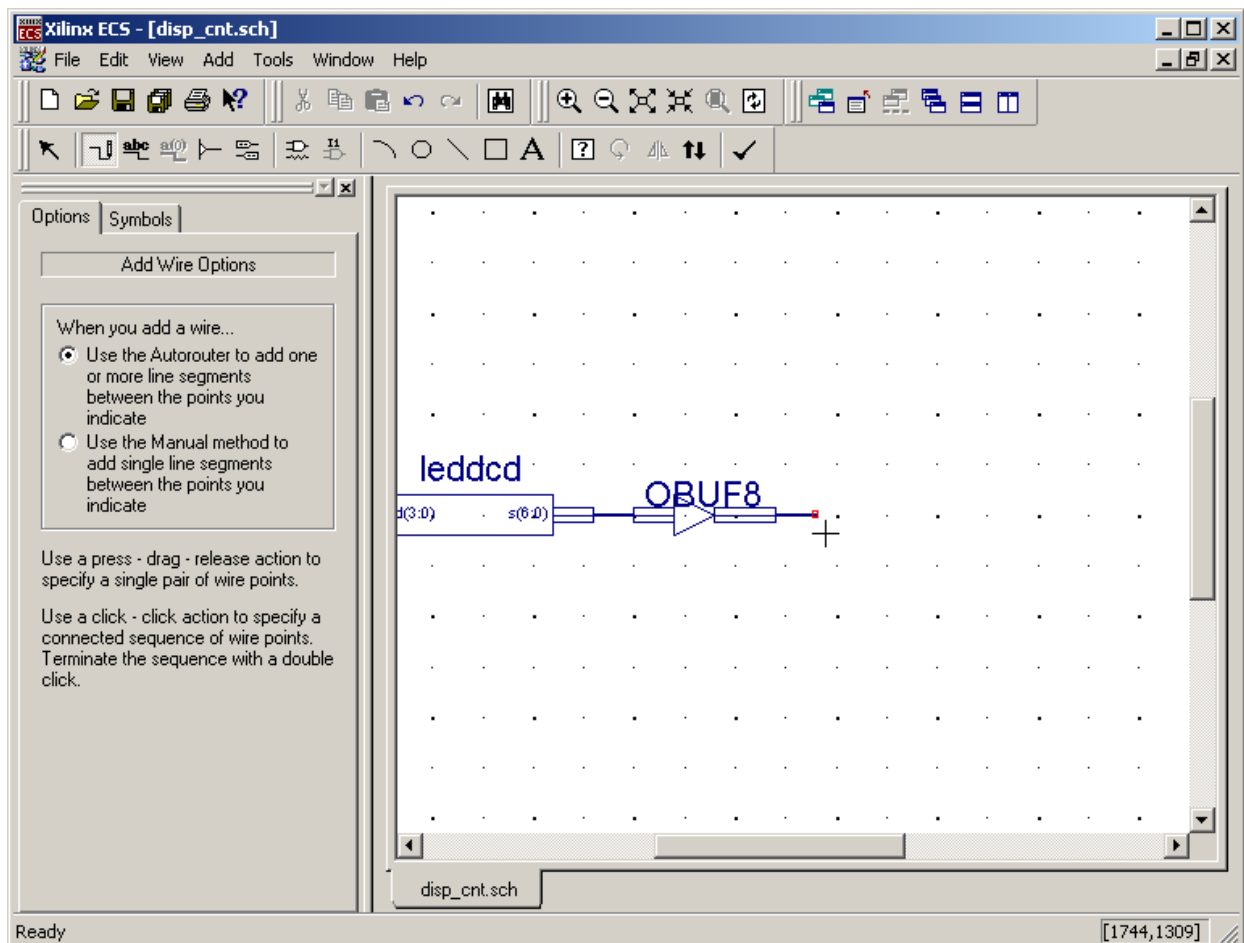 Xilinx ECS - [disp_cnt.sch]
File Edit View Add Tools Window Help
Options Symbols
Add Wire Options
When you add a wire...
Use the Autorouter to add one
or more line segments
between the points you
indicate
Use the Manual method to
add single line segments
between the points you
indicate
Use a press - drag - release action to
specify a single pair of wire points.
Use a click - click action to specify a
connected sequence of wire points.
Terminate the sequence with a double
click.
leddcd
OBUF8
d(3:0) s(6:0)
disp_cnt.sch
Ready [1744,1309]